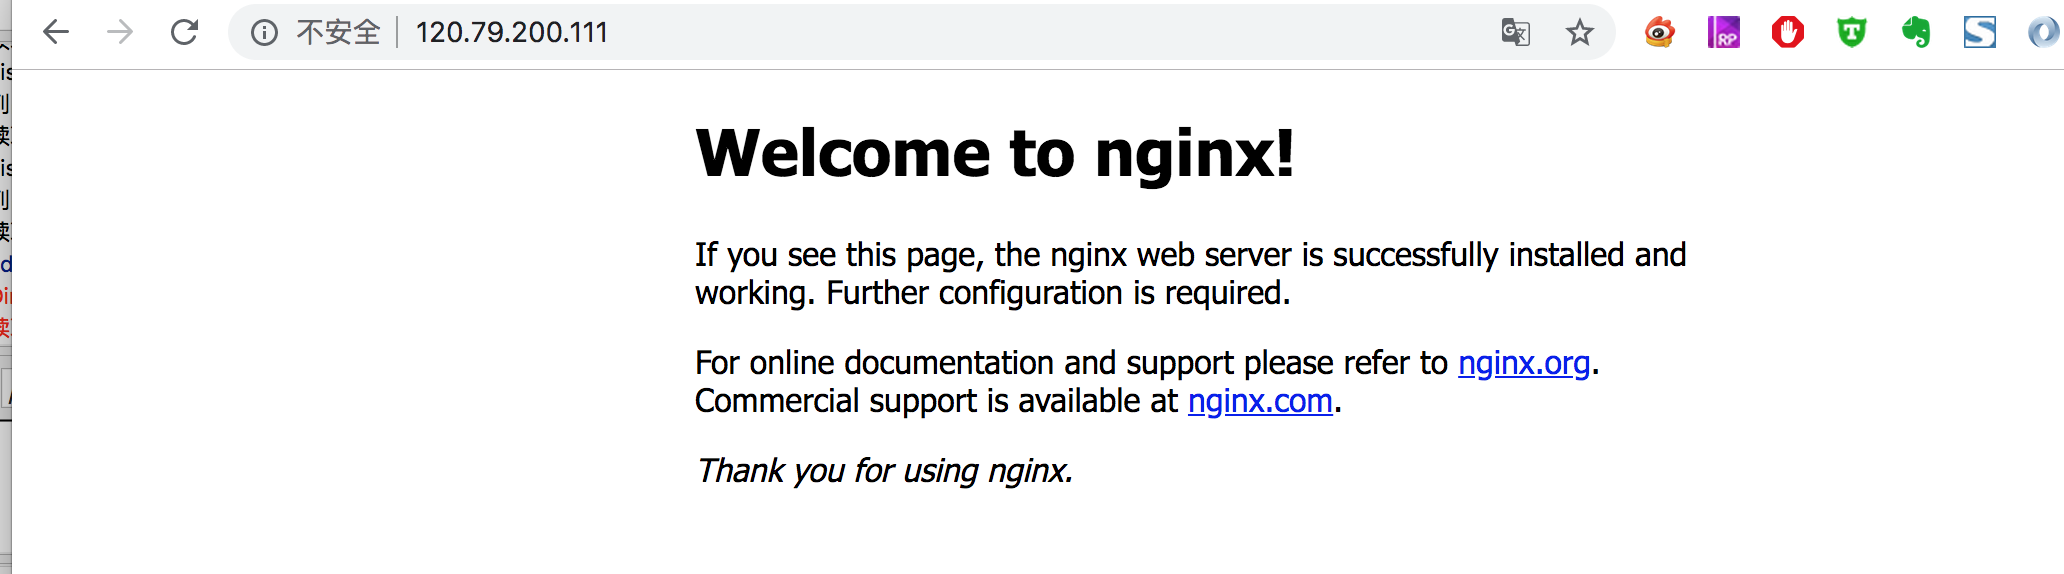 不安全 | 120.79.200.111
Welcome to nginx!
If you see this page, the nginx web server is successfully installed and
working. Further configuration is required.
For online documentation and support please refer to nginx.org.
Commercial support is available at nginx.com.
Thank you for using nginx.